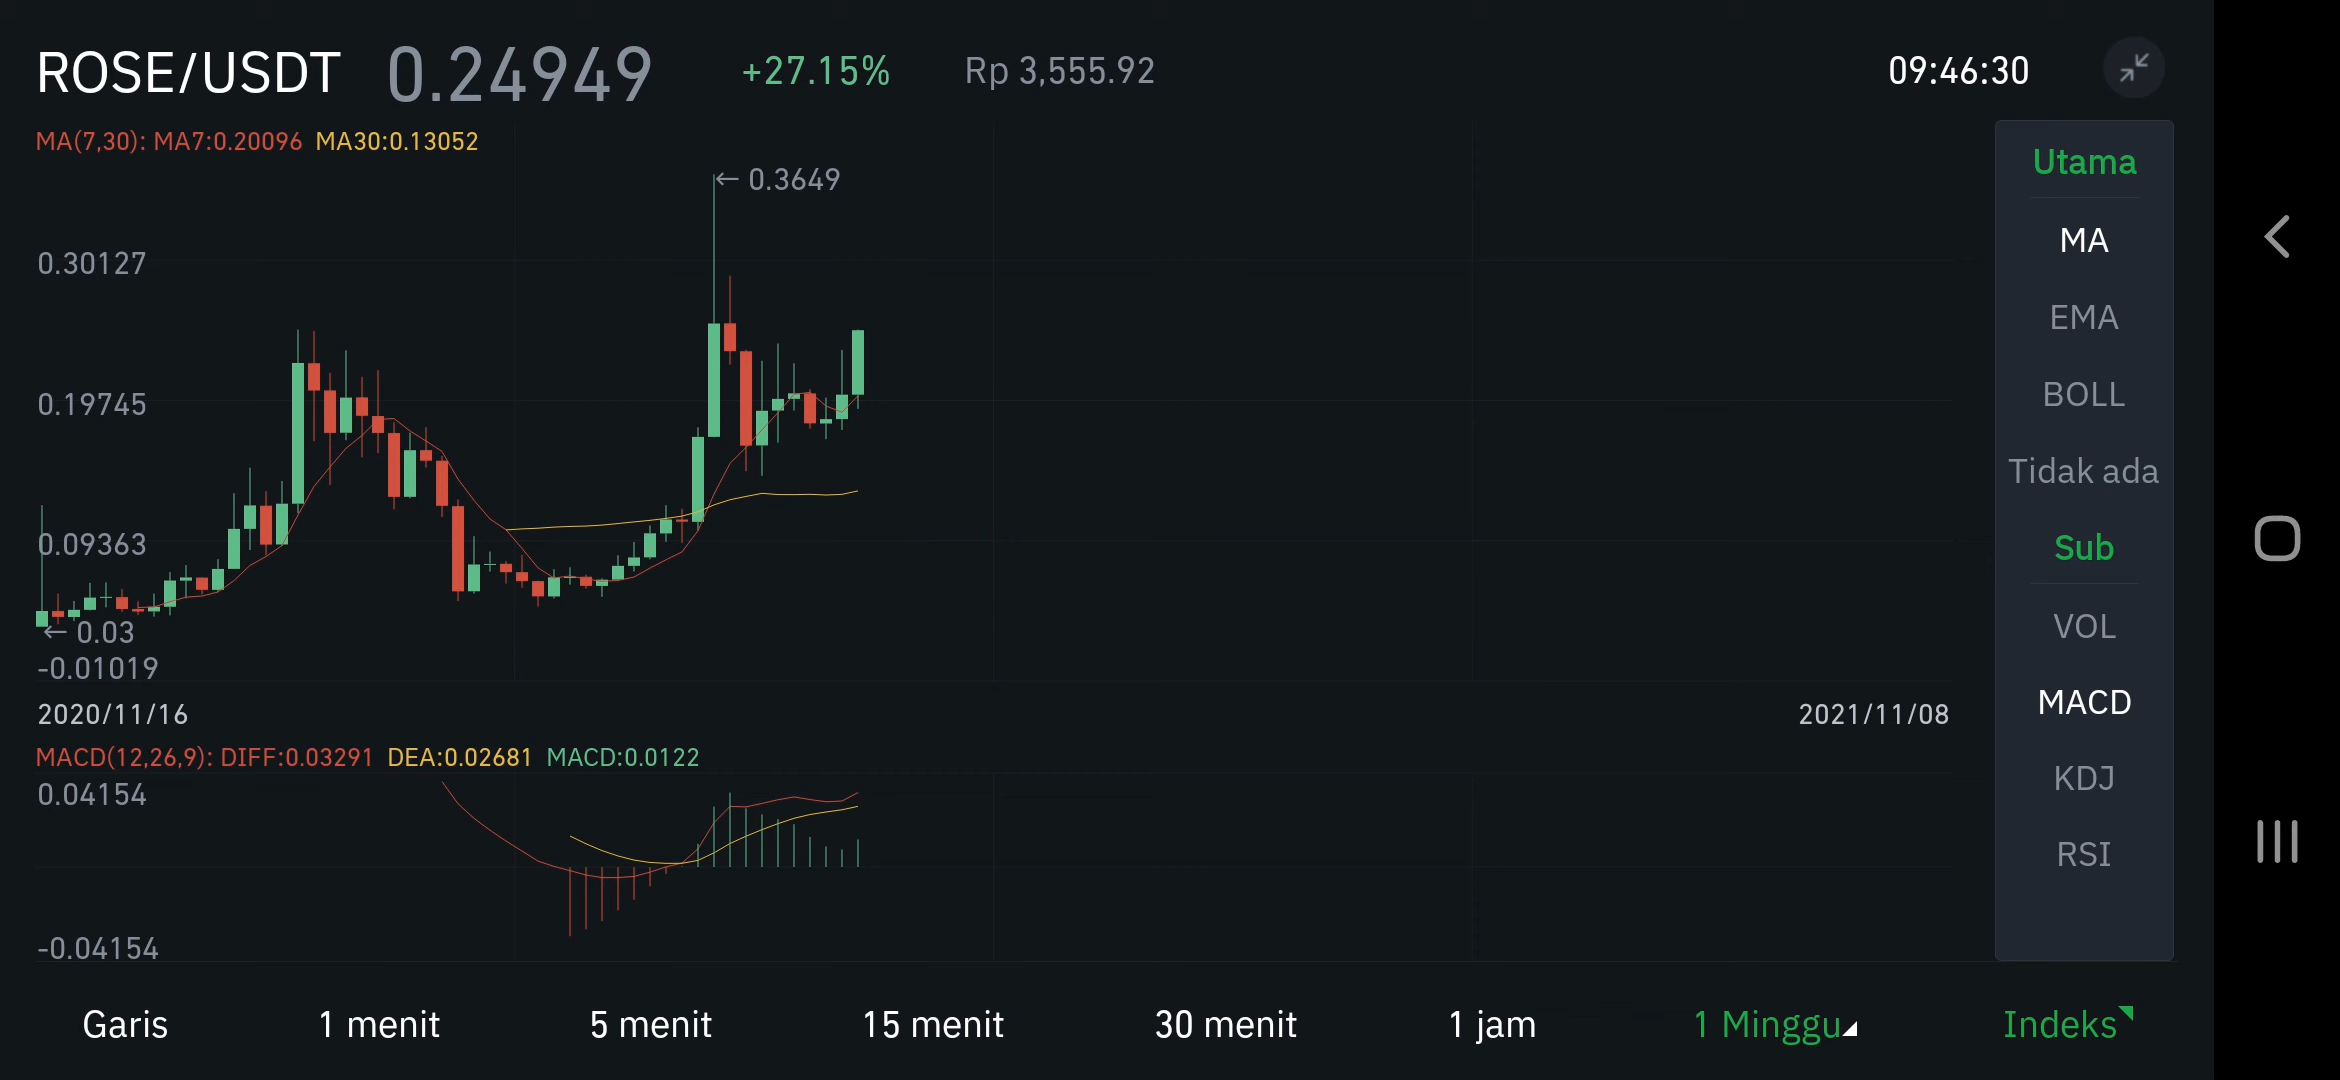 ROSE/USDT 0.24949 +27.15% Rp 3,555.92 09:46:30
MA(7,30): MA7:0.20096 MA30:0.13052
← 0.3649
0.30127
0.19745
0.09363
← 0.03
-0.01019
2020/11/16 2021/11/08
MACD(12,26,9): DIFF:0.03291 DEA:0.02681 MACD:0.0122
0.04154
-0.04154
Utama
MA
EMA
BOLL
Tidak ada
Sub
VOL
MACD
KDJ
RSI
Garis 1 menit 5 menit 15 menit 30 menit 1 jam 1 Minggu Indeks